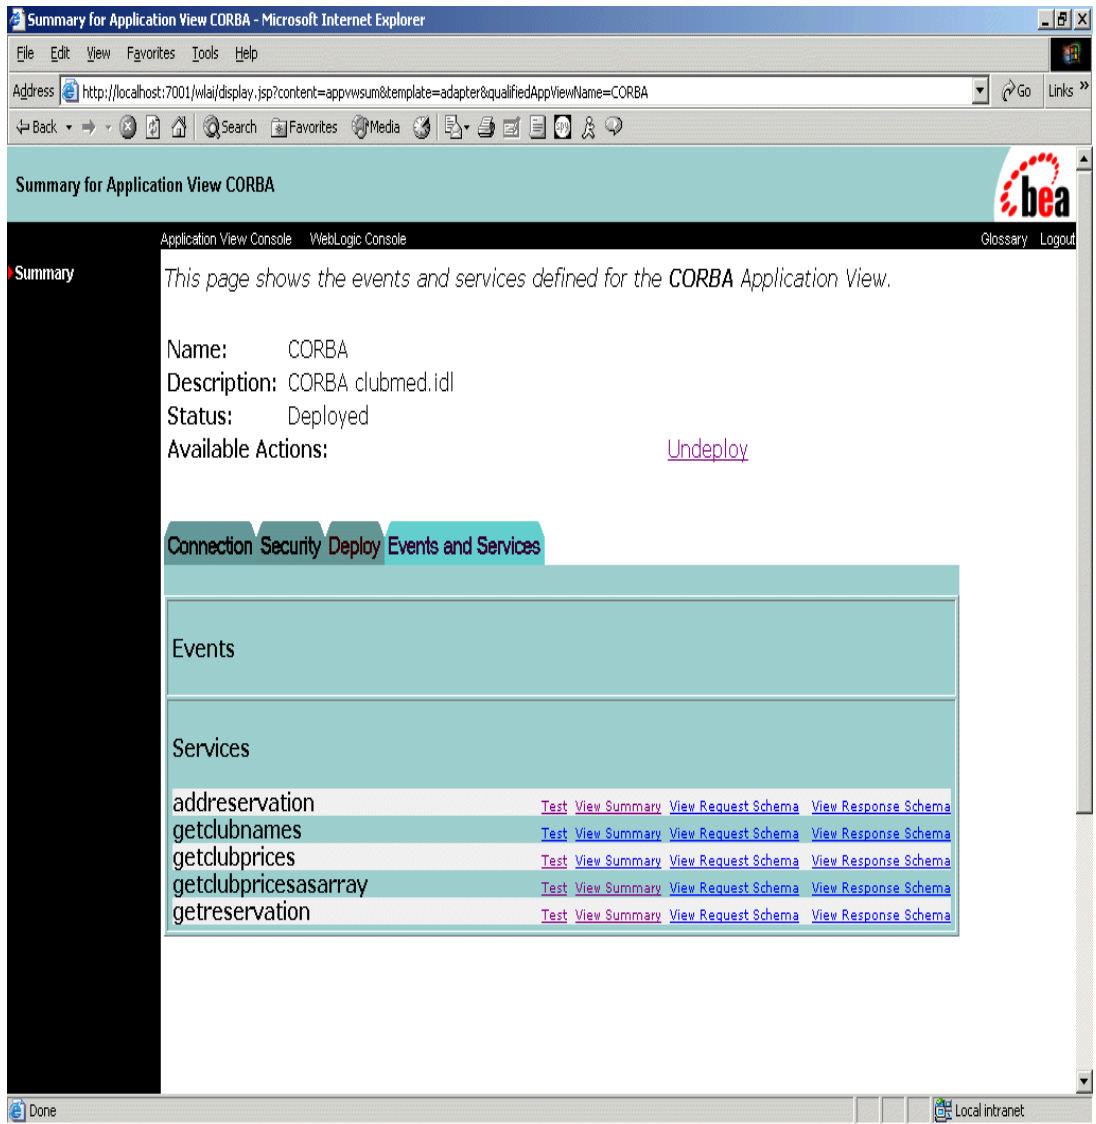 Summary for Application View CORBA - Microsoft Internet Explorer
File Edit View Favorites Tools Help
Address http://localhost:7001/wlai/display.jsp?content=appvwsum&template=adapter&qualifiedAppViewName=CORBA Go Links »
Back Search Favorites Media
Summary for Application View CORBA
bea
Application View Console WebLogic Console Glossary Logout
Summary
This page shows the events and services defined for the CORBA Application View.
Name: CORBA
Description: CORBA clubmed.idl
Status: Deployed
Available Actions: Undeploy
Connection Security Deploy Events and Services
Events
Services
addreservation Test View Summary View Request Schema View Response Schema
getclubnames Test View Summary View Request Schema View Response Schema
getclubprices Test View Summary View Request Schema View Response Schema
getclubpricesasarray Test View Summary View Request Schema View Response Schema
getreservation Test View Summary View Request Schema View Response Schema
Done Local intranet